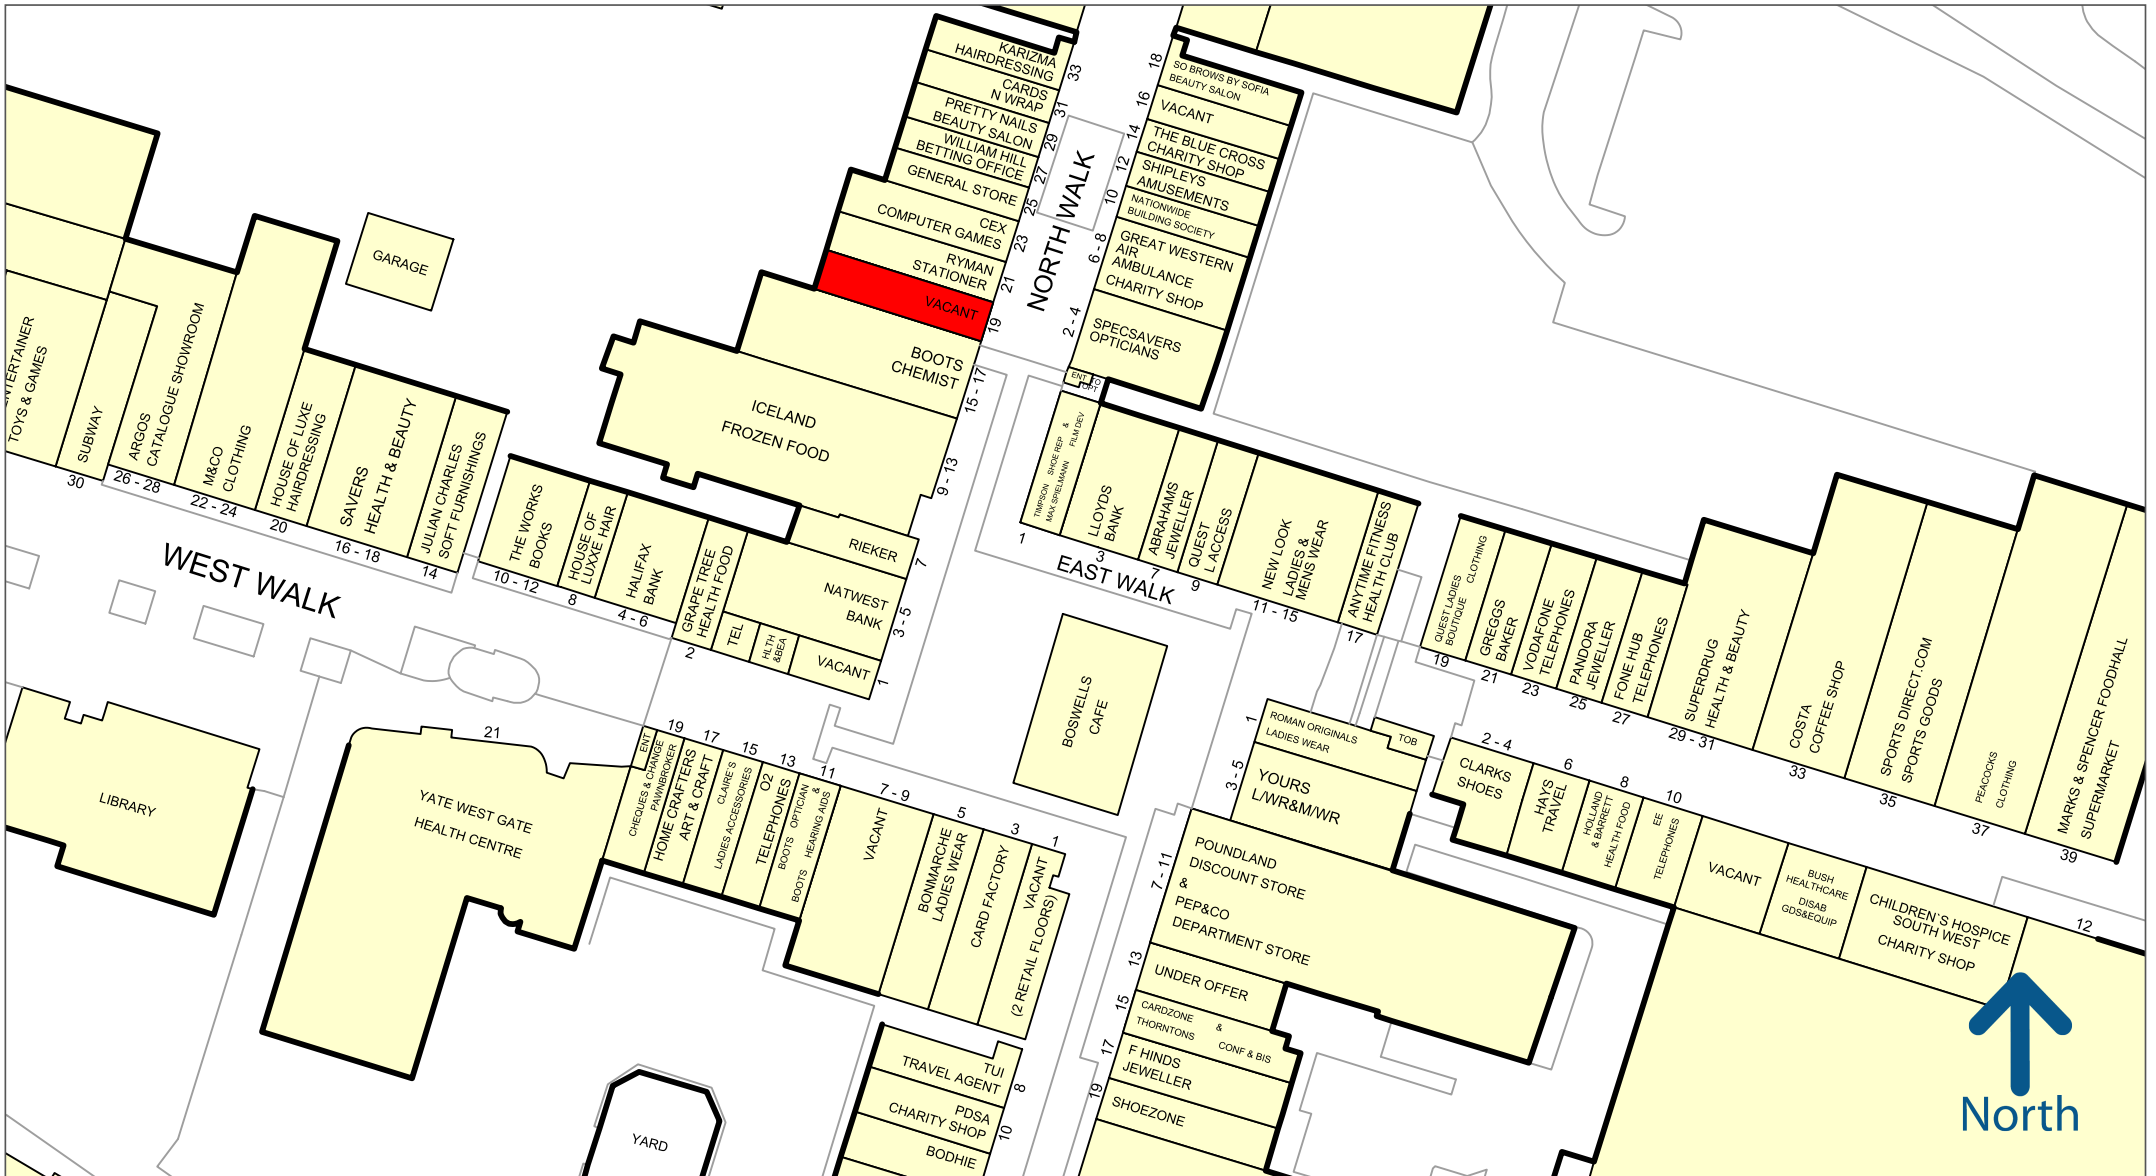 KARIZMA
HAIRDRESSING
33
CARDS
N WRAP
31
PRETTY NAILS
BEAUTY SALON
29
WILLIAM HILL
BETTING OFFICE
27
GENERAL STORE
25
CEX
COMPUTER GAMES
23
RYMAN
STATIONER
21
VACANT
19
BOOTS
CHEMIST
15 - 17
ICELAND
FROZEN FOOD
9 - 13
RIEKER
7
NATWEST
BANK
3 - 5
VACANT
1
HLTH
&BEA
TEL
NORTH WALK
18
SO BROWS BY SOFIA
BEAUTY SALON
16
VACANT
14
THE BLUE CROSS
CHARITY SHOP
12
SHIPLEYS
AMUSEMENTS
10
NATIONWIDE
BUILDING SOCIETY
6 - 8
GREAT WESTERN
AIR
AMBULANCE
CHARITY SHOP
2 - 4
SPECSAVERS
OPTICIANS
ENT
TO
OPT
GARAGE
ENTERTAINER
TOYS & GAMES
SUBWAY
30
ARGOS
CATALOGUE SHOWROOM
26 - 28
M&CO
CLOTHING
22 - 24
HOUSE OF LUXE
HAIRDRESSING
20
SAVERS
HEALTH & BEAUTY
16 - 18
JULIAN CHARLES
SOFT FURNISHINGS
14
THE WORKS
BOOKS
10 - 12
HOUSE OF
LUXXE HAIR
8
HALIFAX
BANK
4 - 6
GRAPE TREE
HEALTH FOOD
2
WEST WALK
TIMPSON SHOE REP &
MAX SPIELMANN FILM DEV
1
LLOYDS
BANK
3
ABRAHAMS
JEWELLER
7
QUEST
L ACCESS
9
NEW LOOK
LADIES &
MENS WEAR
11 - 15
ANYTIME FITNESS
HEALTH CLUB
17
EAST WALK
QUEST LADIES CLOTHING
BOUTIQUE
19
GREGGS
BAKER
21
VODAFONE
TELEPHONES
23
PANDORA
JEWELLER
25
FONE HUB
TELEPHONES
27
SUPERDRUG
HEALTH & BEAUTY
29 - 31
COSTA
COFFEE SHOP
33
SPORTS DIRECT.COM
SPORTS GOODS
35
PEACOCKS
CLOTHING
37
MARKS & SPENCER FOODHALL
SUPERMARKET
39
BOSWELLS
CAFE
LIBRARY
21
YATE WEST GATE
HEALTH CENTRE
ENT
CHEQUES & CHANGE
PAWNBROKER
19
HOME CRAFTERS
ART & CRAFT
17
CLAIRE'S
LADIES ACCESSORIES
15
O2
TELEPHONES
13
BOOTS OPTICIAN &
BOOTS HEARING AIDS
11
VACANT
7 - 9
BONMARCHE
LADIES WEAR
5
CARD FACTORY
3
VACANT
(2 RETAIL FLOORS)
1
YARD
TUI
TRAVEL AGENT
8
PDSA
CHARITY SHOP
10
BODHIE
1
ROMAN ORIGINALS
LADIES WEAR
TOB
3 - 5
YOURS
L/WR&M/WR
7 - 11
POUNDLAND
DISCOUNT STORE
&
PEP&CO
DEPARTMENT STORE
13
UNDER OFFER
15
CARDZONE &
THORNTONS CONF & BIS
17
F HINDS
JEWELLER
19
SHOEZONE
2 - 4
CLARKS
SHOES
6
HAYS
TRAVEL
8
HOLLAND
& BARRETT
HEALTH FOOD
10
EE
TELEPHONES
VACANT
BUSH
HEALTHCARE
DISAB
GDS&EQUIP
CHILDREN`S HOSPICE
SOUTH WEST
CHARITY SHOP
12
North